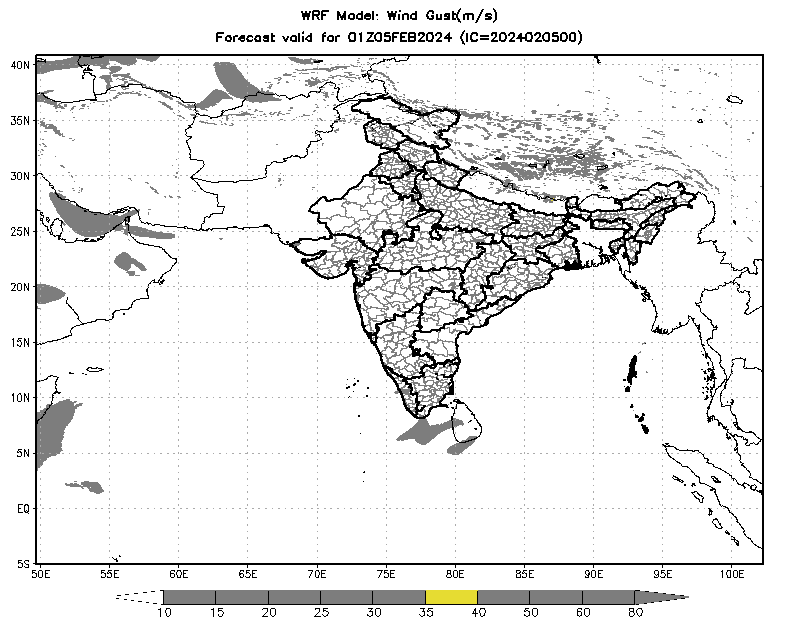 WRF Model: Wind Gust(m/s)
Forecast valid for 01Z05FEB2024 (IC=2024020500)
40N
35N
30N
25N
20N
15N
10N
5N
EQ
5S
50E 55E 60E 65E 70E 75E 80E 85E 90E 95E 100E
10 15 20 25 30 35 40 50 60 80